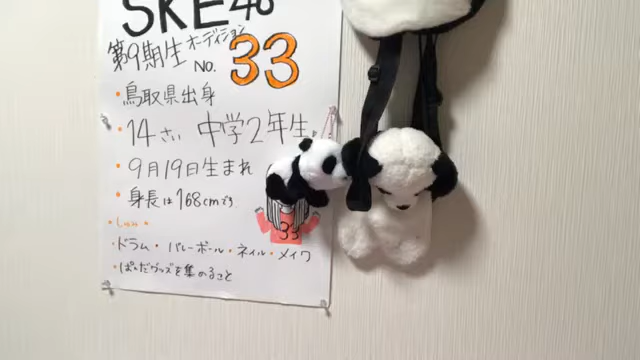 SKE48
第9期生オーディション
NO. 33
・鳥取県出身
・14さい 中学2年生
・9月19日生まれ
・身長は168cmです
・しゅみ・
・ドラム・バレーボール・ネイル・メイク
・ぱんだグッズを集めること
33